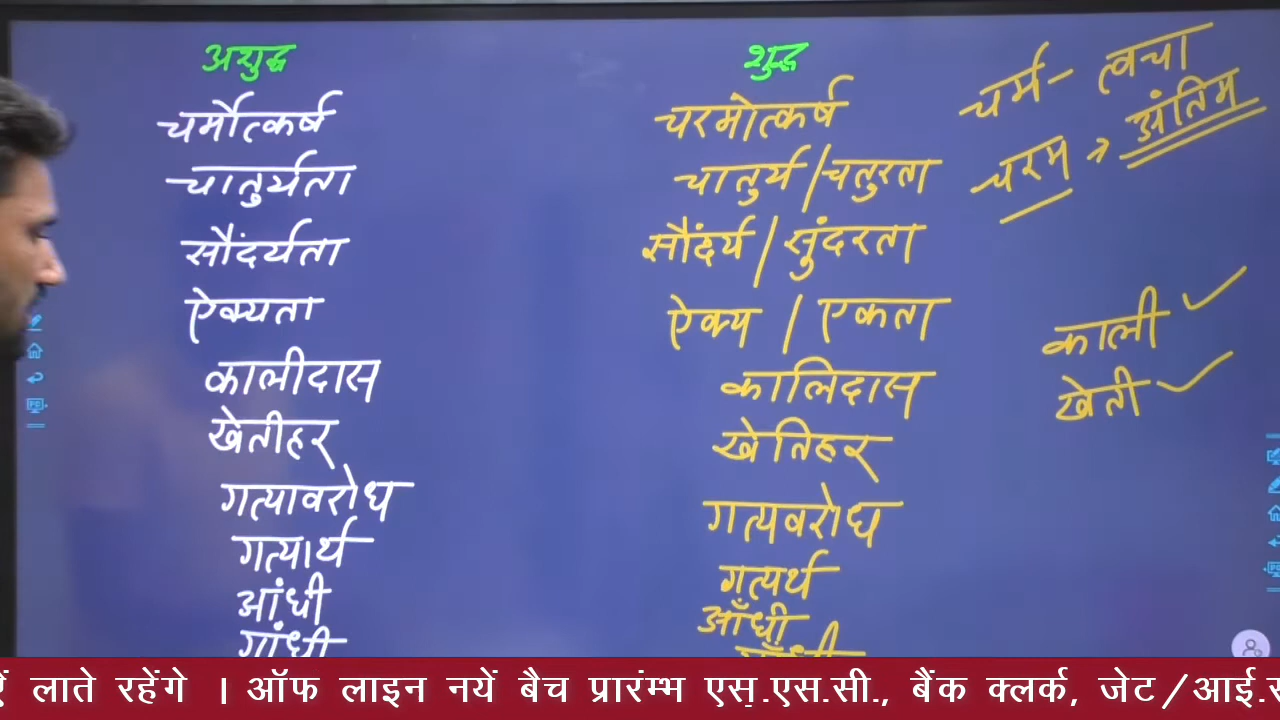 अशुद्ध शुद्ध
चर्मोत्कर्ष चरमोत्कर्ष चर्म - त्वचा
चातुर्यता चातुर्य/चतुरता चरम → अंतिम
सौंदर्यता सौंदर्य/सुंदरता
ऐक्यता ऐक्य / एकता काली ✓
कालीदास कालिदास खेती ✓
खेतीहर खेतिहर
गत्यावरोध गत्यवरोध
गत्यार्थ गत्यर्थ
आंधी आँधी
गांधी
लाते रहेंगे । ऑफ लाइन नयें बैच प्रारंम्भ एस.एस.सी., बैंक क्लर्क, जेट/आई.